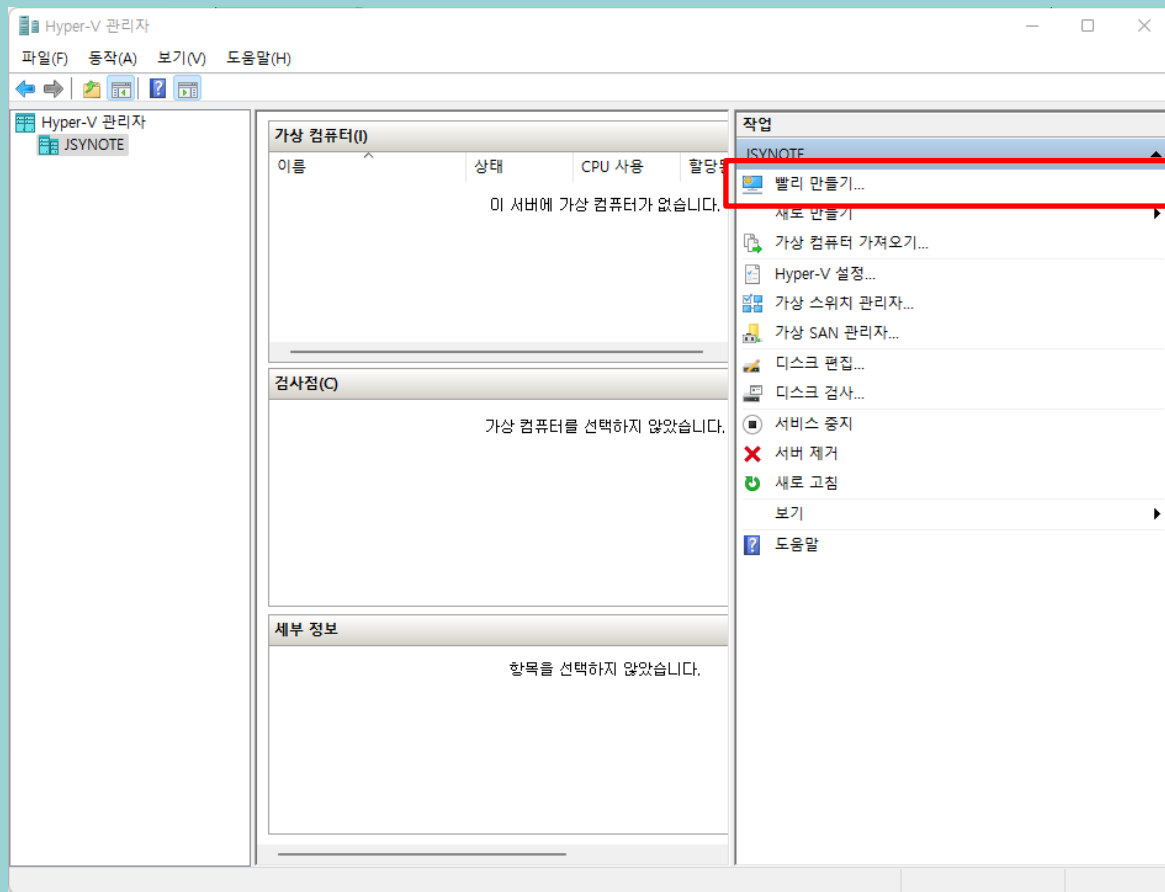 Hyper-V 관리자
파일(F) 동작(A) 보기(V) 도움말(H)
Hyper-V 관리자
JSYNOTE
가상 컴퓨터(I)
이름 상태 CPU 사용 할당된
이 서버에 가상 컴퓨터가 없습니다.
검사점(C)
가상 컴퓨터를 선택하지 않았습니다.
세부 정보
항목을 선택하지 않았습니다.
작업
JSYNOTE
빨리 만들기...
새로 만들기
가상 컴퓨터 가져오기...
Hyper-V 설정...
가상 스위치 관리자...
가상 SAN 관리자...
디스크 편집...
디스크 검사...
서비스 중지
서버 제거
새로 고침
보기
도움말